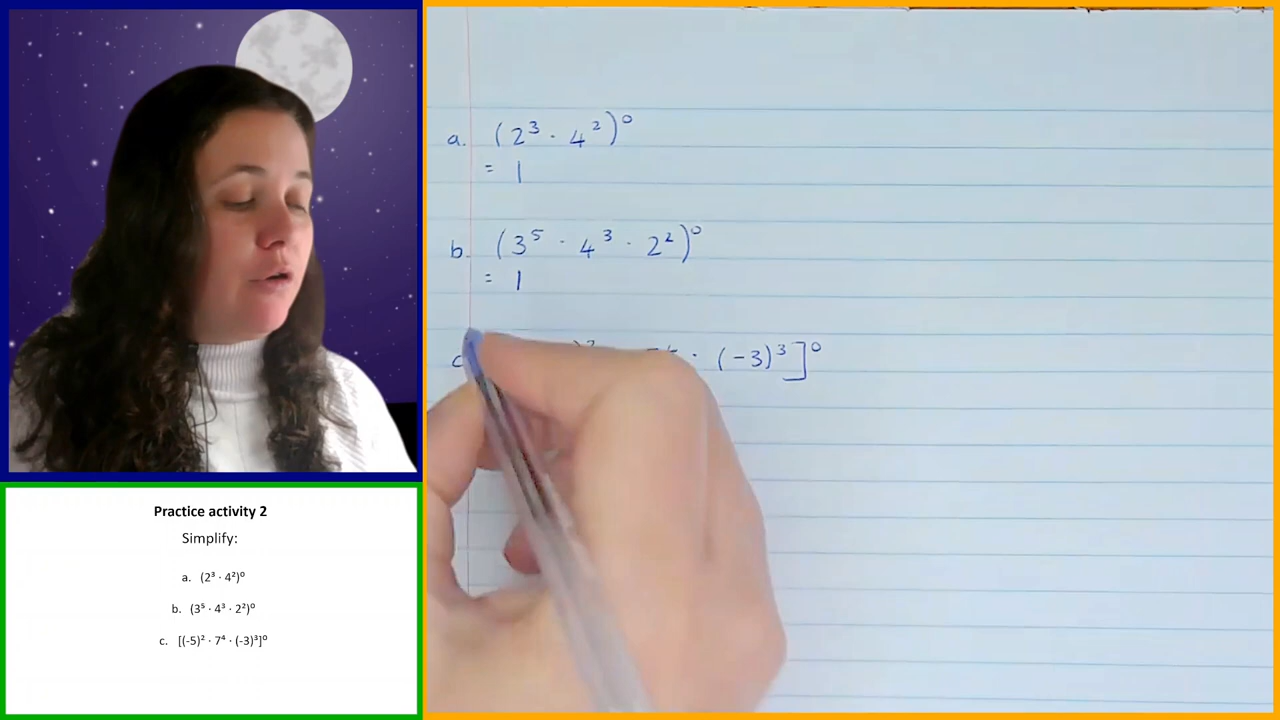 a. (2³ · 4²)⁰
= 1
b. (3⁵ · 4³ · 2²)⁰
= 1
c · (-3)³]⁰
Practice activity 2
Simplify:
a. (2³ · 4²)⁰
b. (3⁵ · 4³ · 2²)⁰
c. [(-5)² · 7⁴ · (-3)³]⁰